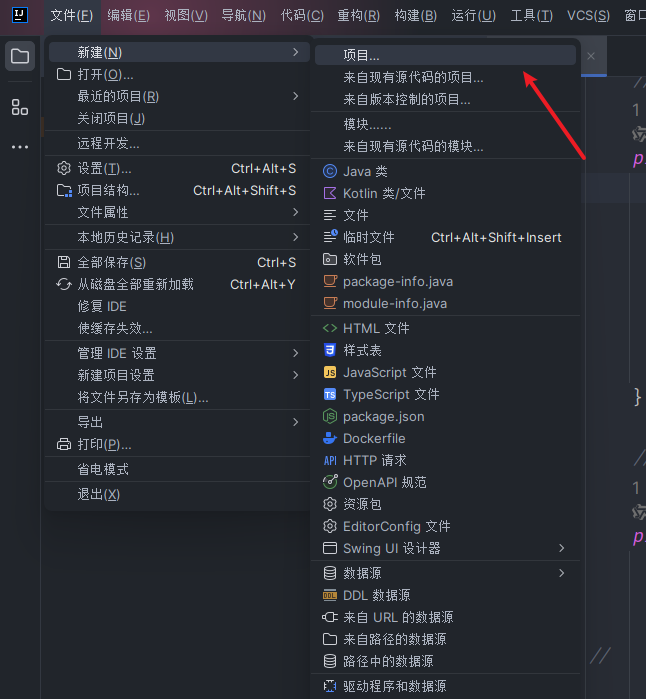 IJ 文件(F) 编辑(E) 视图(V) 导航(N) 代码(C) 重构(R) 构建(B) 运行(U) 工具(T) VCS(S) 窗口
新建(N)
打开(O)...
最近的项目(R)
关闭项目(J)
远程开发...
设置(T)... Ctrl+Alt+S
项目结构... Ctrl+Alt+Shift+S
文件属性
本地历史记录(H)
全部保存(S) Ctrl+S
从磁盘全部重新加载 Ctrl+Alt+Y
修复 IDE
使缓存失效...
管理 IDE 设置
新建项目设置
将文件另存为模板(L)...
导出
打印(P)...
省电模式
退出(X)
项目...
来自现有源代码的项目...
来自版本控制的项目...
模块......
来自现有源代码的模块...
Java 类
Kotlin 类/文件
文件
临时文件 Ctrl+Alt+Shift+Insert
软件包
package-info.java
module-info.java
HTML 文件
样式表
JS JavaScript 文件
TS TypeScript 文件
package.json
Dockerfile
API HTTP 请求
OpenAPI 规范
资源包
EditorConfig 文件
Swing UI 设计器
数据源
DDL DDL 数据源
来自 URL 的数据源
来自路径的数据源
路径中的数据源
驱动程序和数据源
//
1
p
}
//
1
p
//